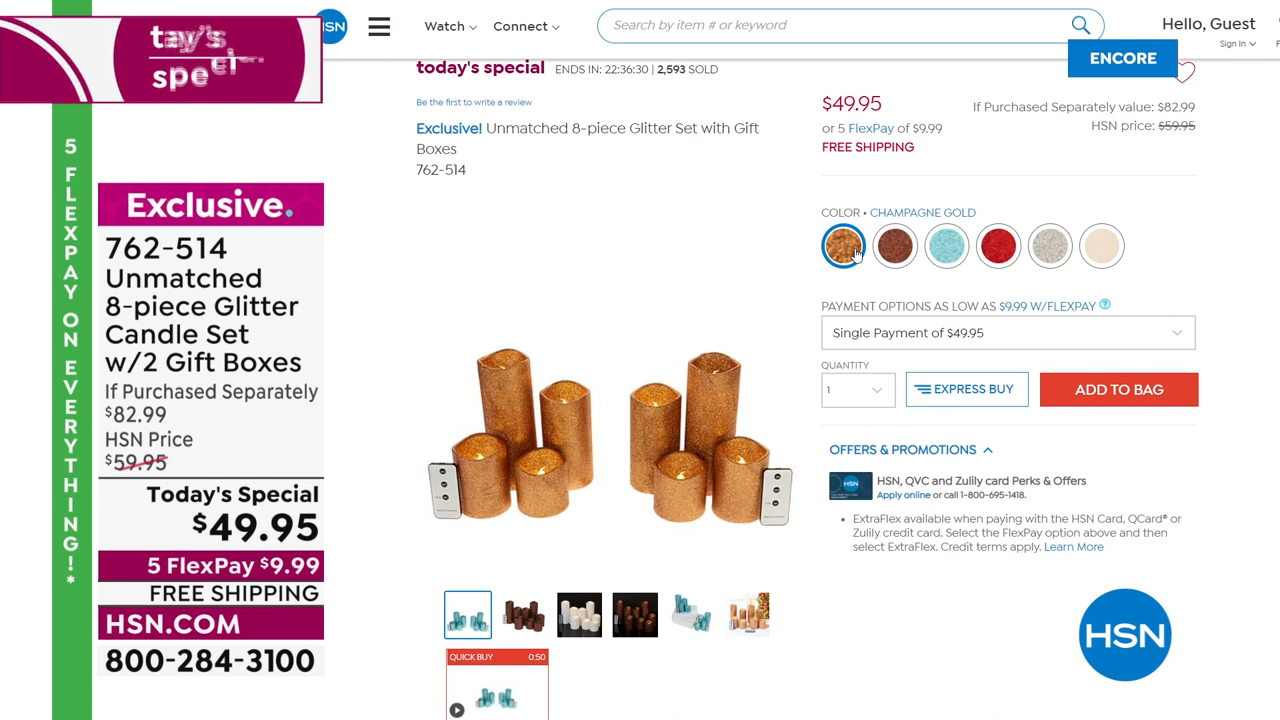 tay's
spe
5 FLEXPAY ON EVERYTHING!*
Exclusive.
762-514
Unmatched
8-piece Glitter
Candle Set
w/2 Gift Boxes
If Purchased Separately
$82.99
HSN Price
$59.95
Today's Special
$49.95
5 FlexPay $9.99
FREE SHIPPING
HSN.COM
800-284-3100
HSN
Watch
Connect
Search by item # or keyword
Hello, Guest
Sign In
ENCORE
today's special ENDS IN: 22:36:30 | 2,593 SOLD
Be the first to write a review
Exclusive! Unmatched 8-piece Glitter Set with Gift
Boxes
762-514
$49.95
or 5 FlexPay of $9.99
FREE SHIPPING
If Purchased Separately value: $82.99
HSN price: $59.95
COLOR • CHAMPAGNE GOLD
PAYMENT OPTIONS AS LOW AS $9.99 W/FLEXPAY ?
Single Payment of $49.95
QUANTITY
1
EXPRESS BUY
ADD TO BAG
OFFERS & PROMOTIONS
HSN
HSN, QVC and Zulily card Perks & Offers
Apply online or call 1-800-695-1418.
• ExtraFlex available when paying with the HSN Card, QCard® or
Zulily credit card. Select the FlexPay option above and then
select ExtraFlex. Credit terms apply. Learn More
QUICK BUY 0:50
HSN